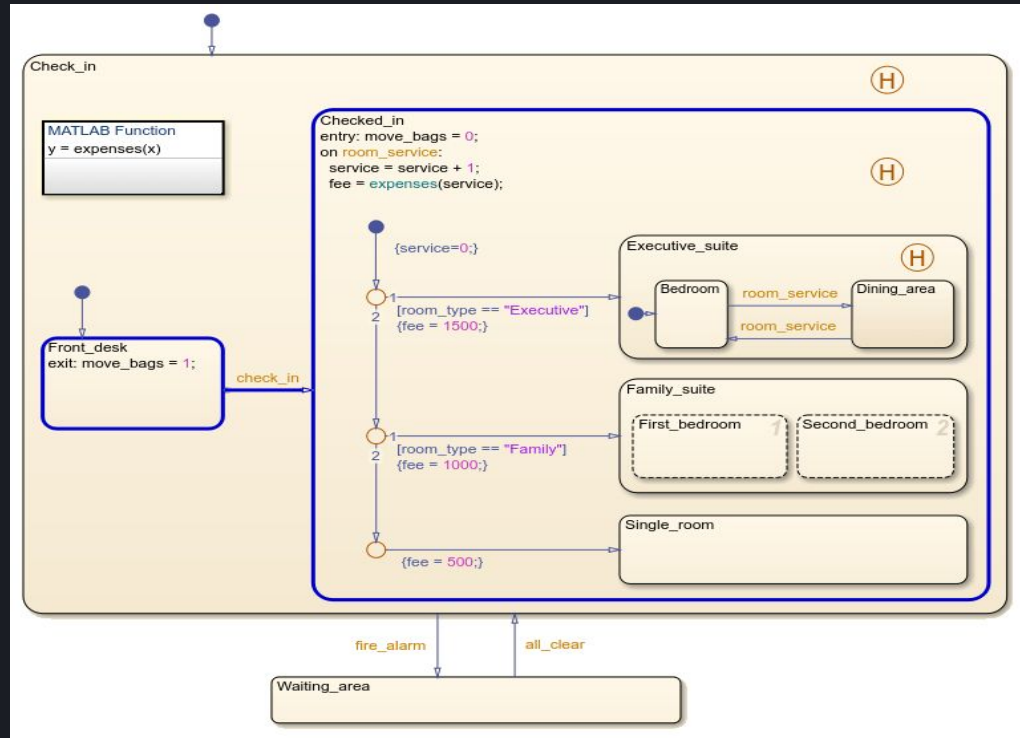 Check_in
H
MATLAB Function
y = expenses(x)
Checked_in
entry: move_bags = 0;
on room_service:
service = service + 1;
fee = expenses(service);
H
{service=0;}
Executive_suite
H
Bedroom
room_service
Dining_area
room_service
1
[room_type == "Executive"]
2
{fee = 1500;}
Front_desk
exit: move_bags = 1;
check_in
Family_suite
First_bedroom 1
Second_bedroom 2
1
[room_type == "Family"]
2
{fee = 1000;}
Single_room
{fee = 500;}
fire_alarm
all_clear
Waiting_area